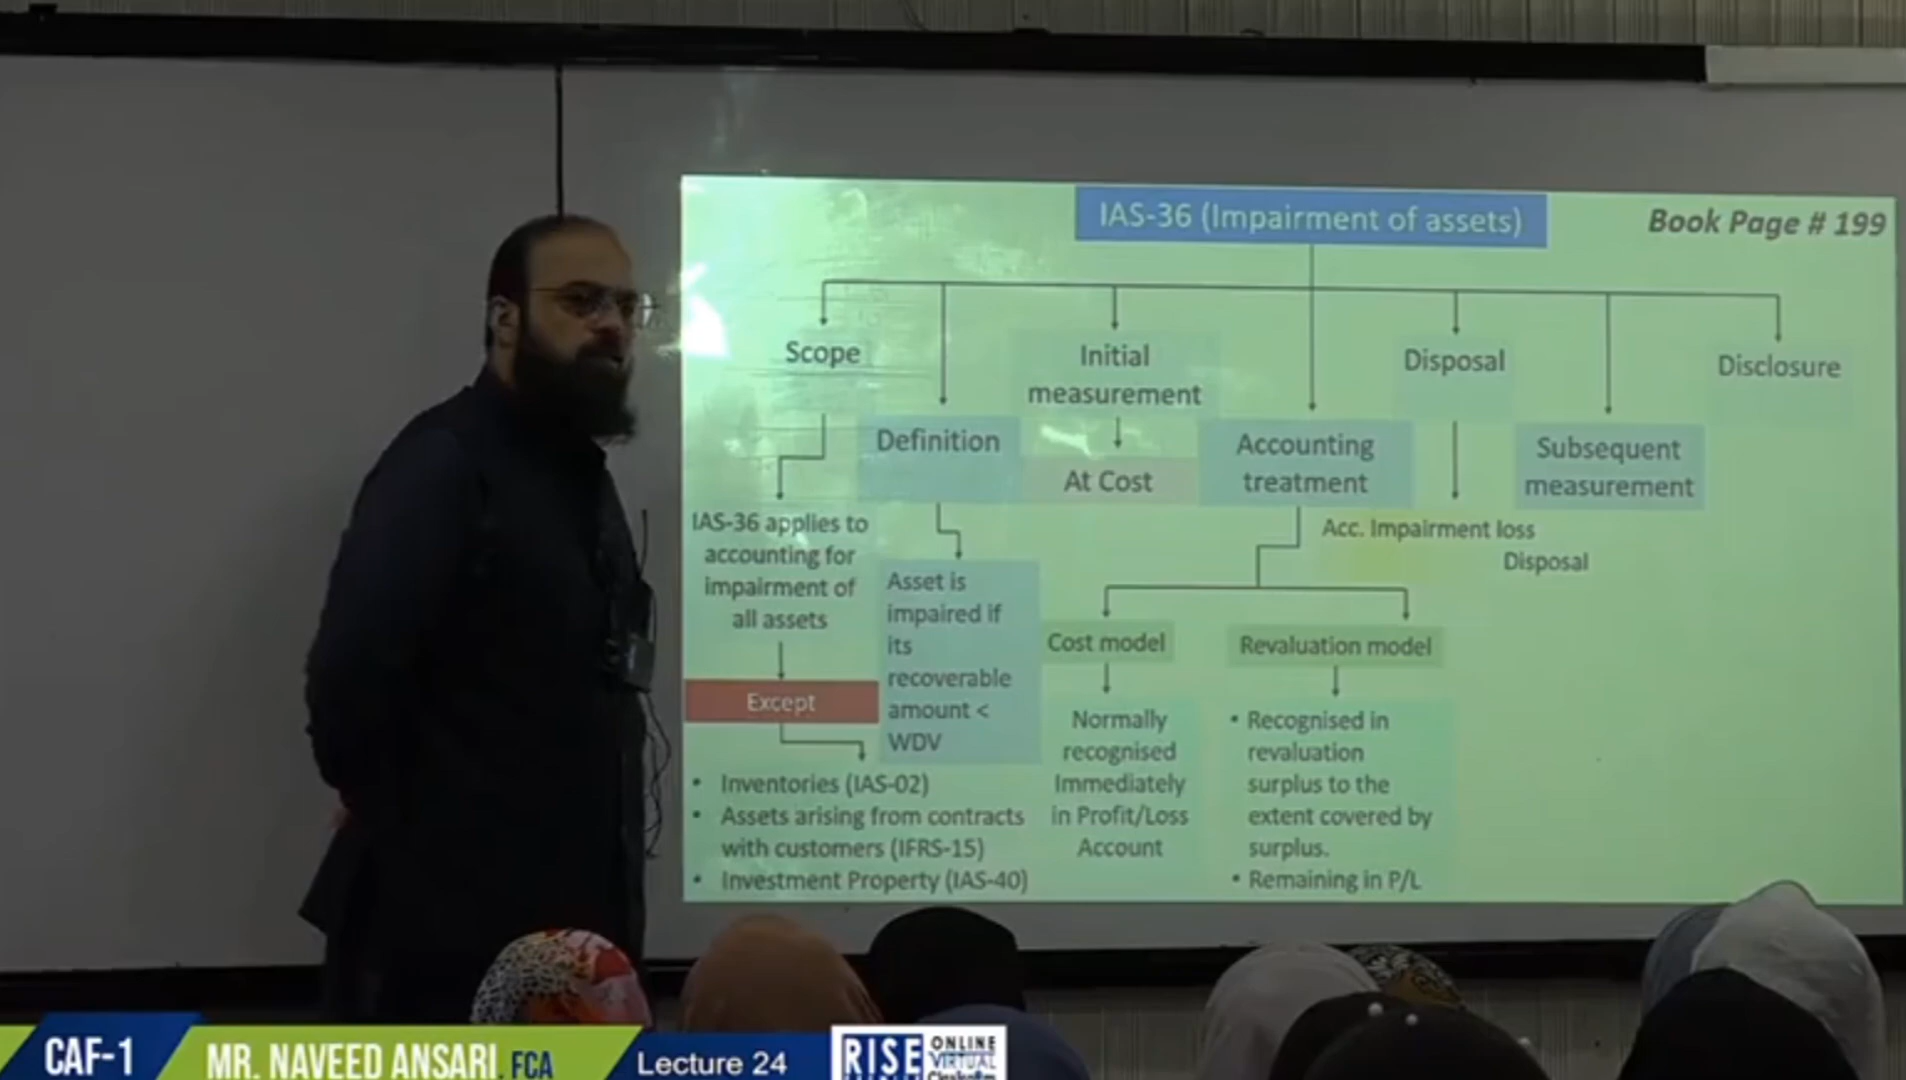 IAS-36 (Impairment of assets)
Book Page # 199
Scope
Definition
Initial
measurement
At Cost
Accounting
treatment
Disposal
Subsequent
measurement
Disclosure
IAS-36 applies to
accounting for
impairment of
all assets
Except
• Inventories (IAS-02)
• Assets arising from contracts
with customers (IFRS-15)
• Investment Property (IAS-40)
Asset is
impaired if
its
recoverable
amount <
WDV
Acc. Impairment loss
Disposal
Cost model
Normally
recognised
Immediately
in Profit/Loss
Account
Revaluation model
• Recognised in
revaluation
surplus to the
extent covered by
surplus.
• Remaining in P/L
CAF-1
MR. NAVEED ANSARI, FCA
Lecture 24
RISE
ONLINE
VIRTUAL